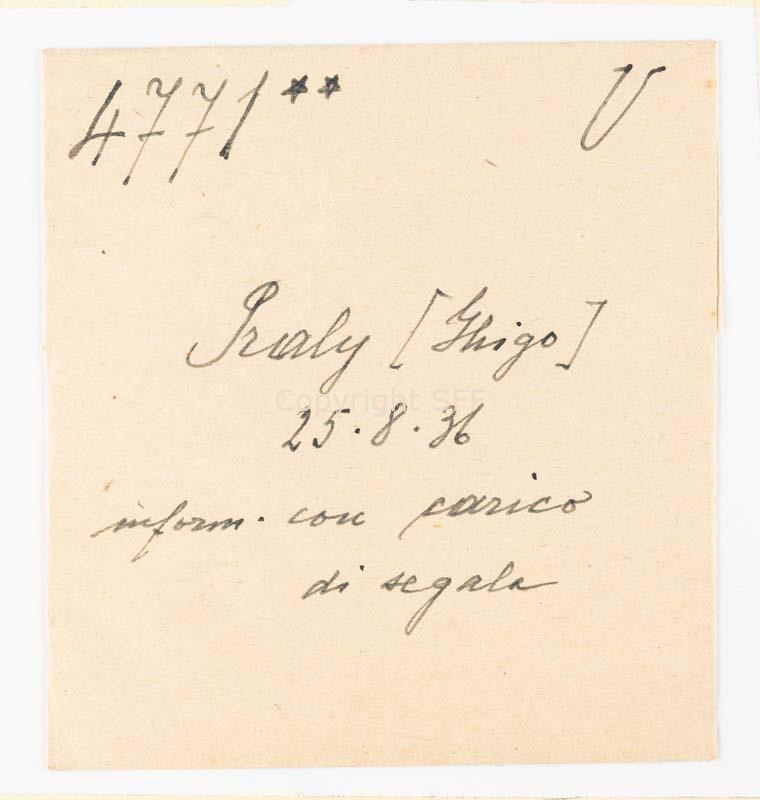 4771** V
Praly [Ghigo]
Copyright SFF
25.8.36
inform. con carico
di segala